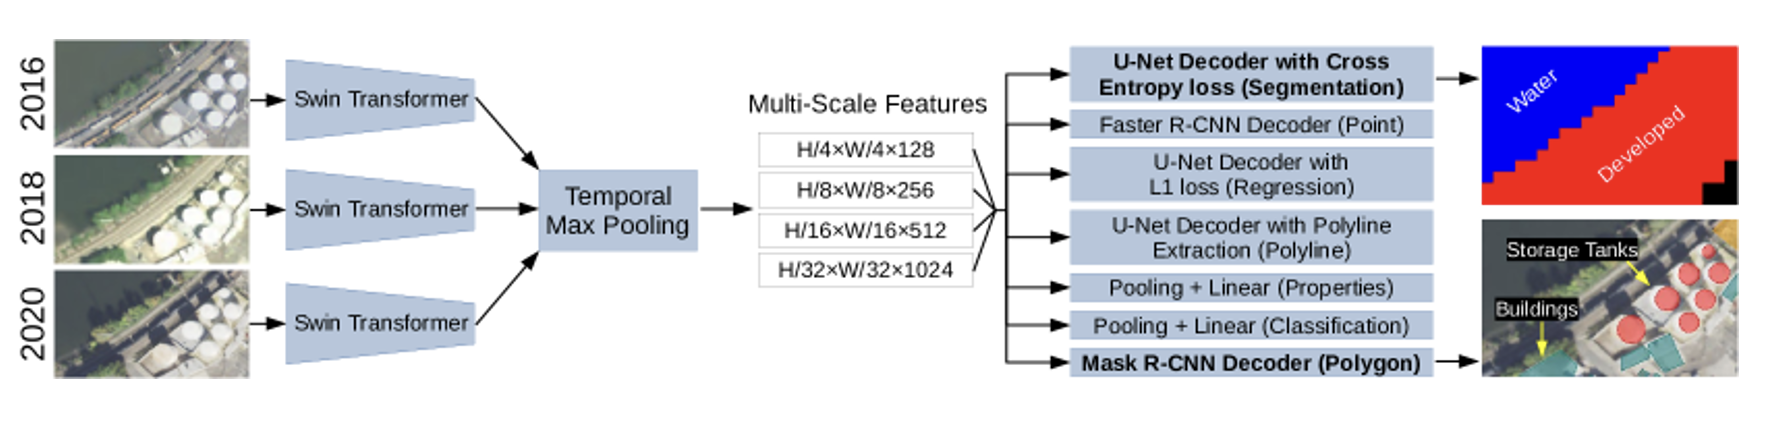 2016
2018
2020
Swin Transformer
Swin Transformer
Swin Transformer
Temporal
Max Pooling
Multi-Scale Features
H/4×W/4×128
H/8×W/8×256
H/16×W/16×512
H/32×W/32×1024
U-Net Decoder with Cross
Entropy loss (Segmentation)
Faster R-CNN Decoder (Point)
U-Net Decoder with
L1 loss (Regression)
U-Net Decoder with Polyline
Extraction (Polyline)
Pooling + Linear (Properties)
Pooling + Linear (Classification)
Mask R-CNN Decoder (Polygon)
Water
Developed
Storage Tanks
Buildings